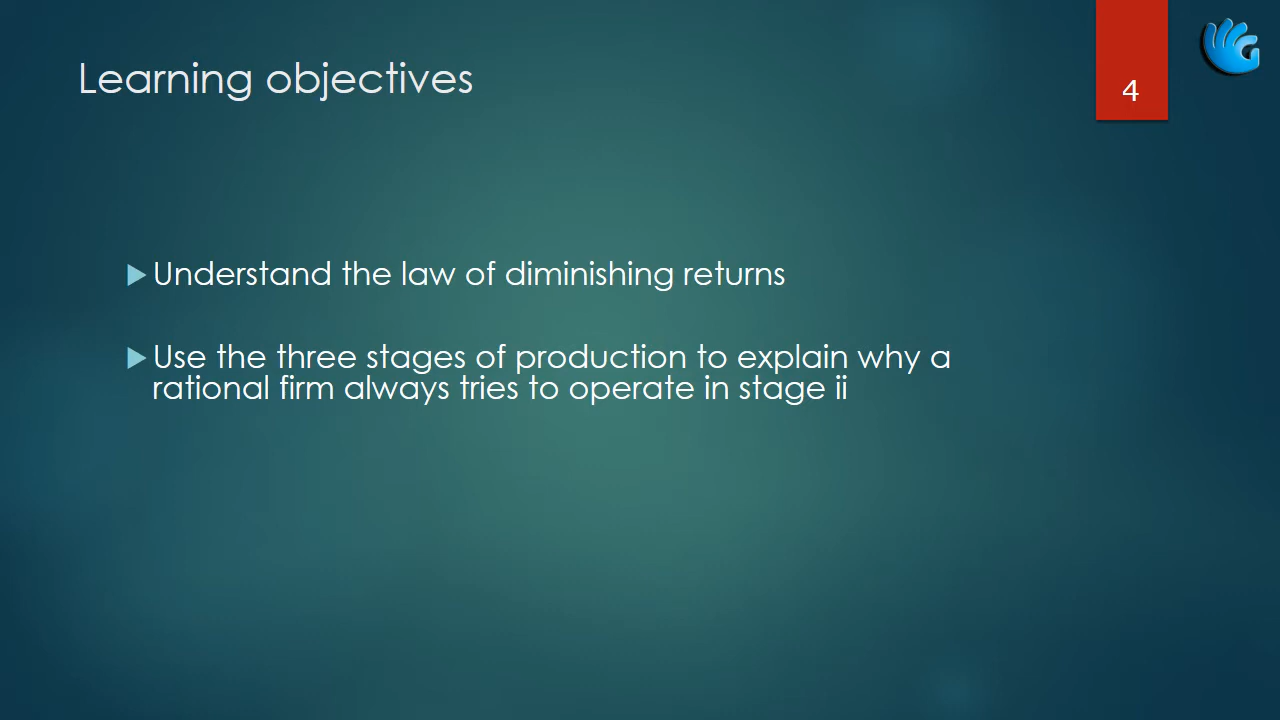 Learning objectives
4
Understand the law of diminishing returns
Use the three stages of production to explain why a
rational firm always tries to operate in stage ii